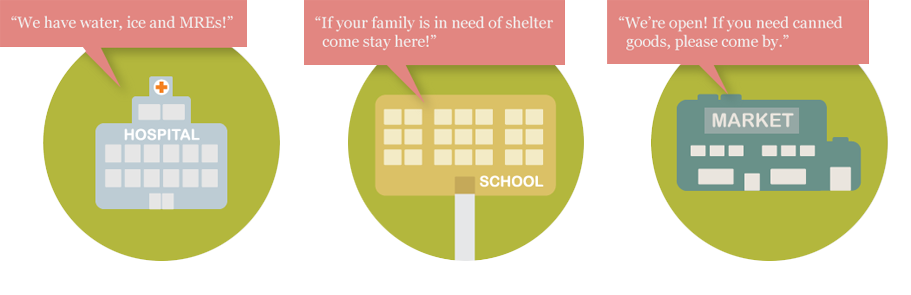 “We have water, ice and MREs!”
HOSPITAL
“If your family is in need of shelter
come stay here!”
SCHOOL
“We’re open! If you need canned
goods, please come by.”
MARKET